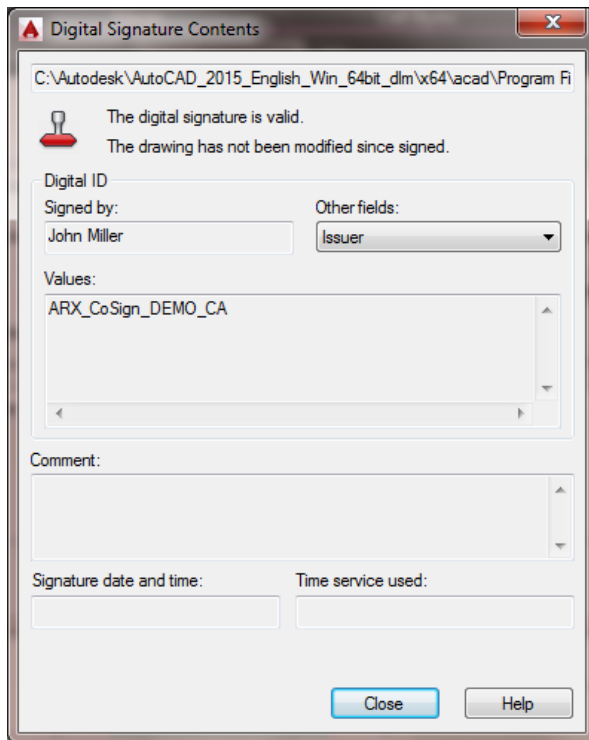 Digital Signature Contents
C:\Autodesk\AutoCAD_2015_English_Win_64bit_dlm\x64\acad\Program Fi
The digital signature is valid.
The drawing has not been modified since signed.
Digital ID
Signed by:
Other fields:
John Miller
Issuer
Values:
ARX_CoSign_DEMO_CA
Comment:
Signature date and time:
Time service used:
Close
Help